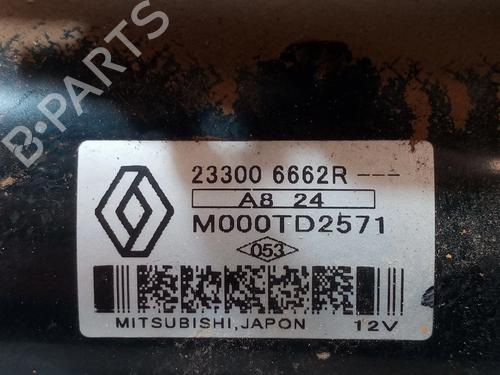 B-PARTS
23300 6662R ---
A8 24
M000TD2571
053
MITSUBISHI, JAPON 12V